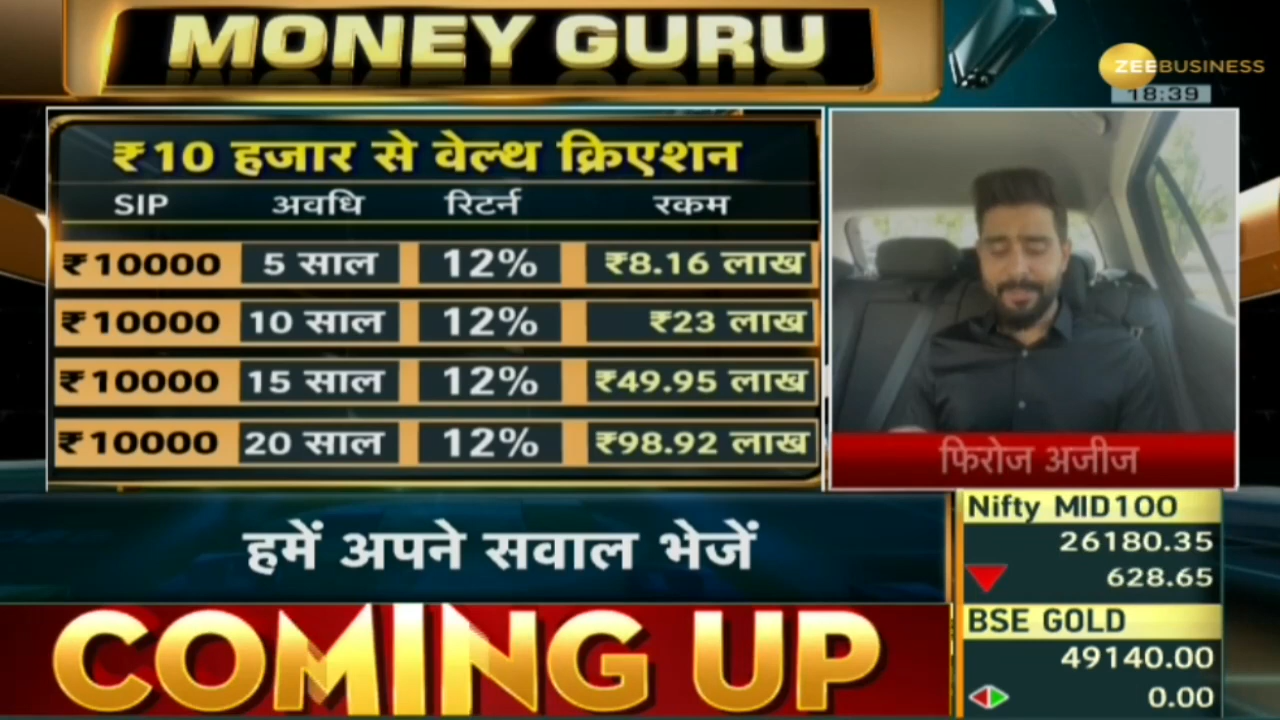 MONEY GURU
ZEEBUSINESS
18:39
₹10 हजार से वेल्थ क्रिएशन
SIP अवधि रिटर्न रकम
₹10000 5 साल 12% ₹8.16 लाख
₹10000 10 साल 12% ₹23 लाख
₹10000 15 साल 12% ₹49.95 लाख
₹10000 20 साल 12% ₹98.92 लाख
फिरोज अजीज
हमें अपने सवाल भेजें
COMING UP
Nifty MID100
26180.35
628.65
BSE GOLD
49140.00
0.00